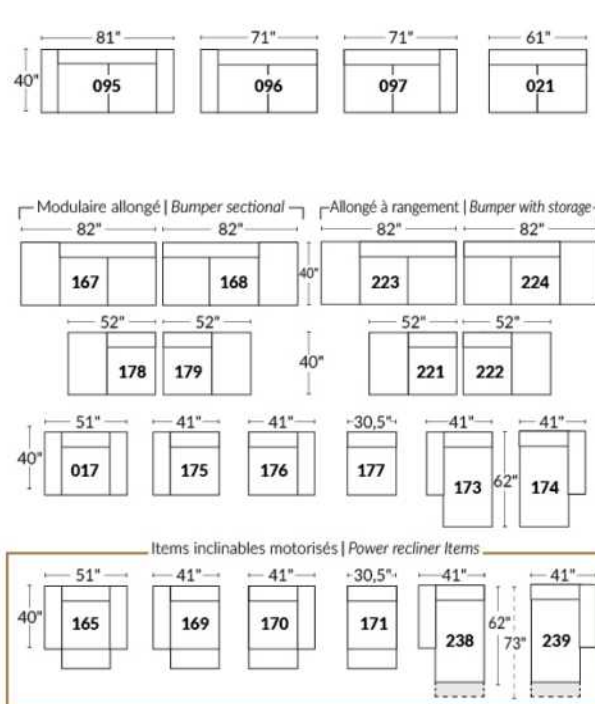 81" 71" 71" 61"
40" 095 096 097 021
Modulaire allongé | Bumper sectional Allongé à rangement | Bumper with storage
82" 82" 82" 82"
167 168 40" 223 224
52" 52" 52" 52"
178 179 40" 221 222
51" 41" 41" 30,5" 41" 41"
40" 017 175 176 177 173 62" 174
Items inclinables motorisés | Power recliner Items
51" 41" 41" 30,5" 41" 41"
40" 165 169 170 171 238 62" 73" 239